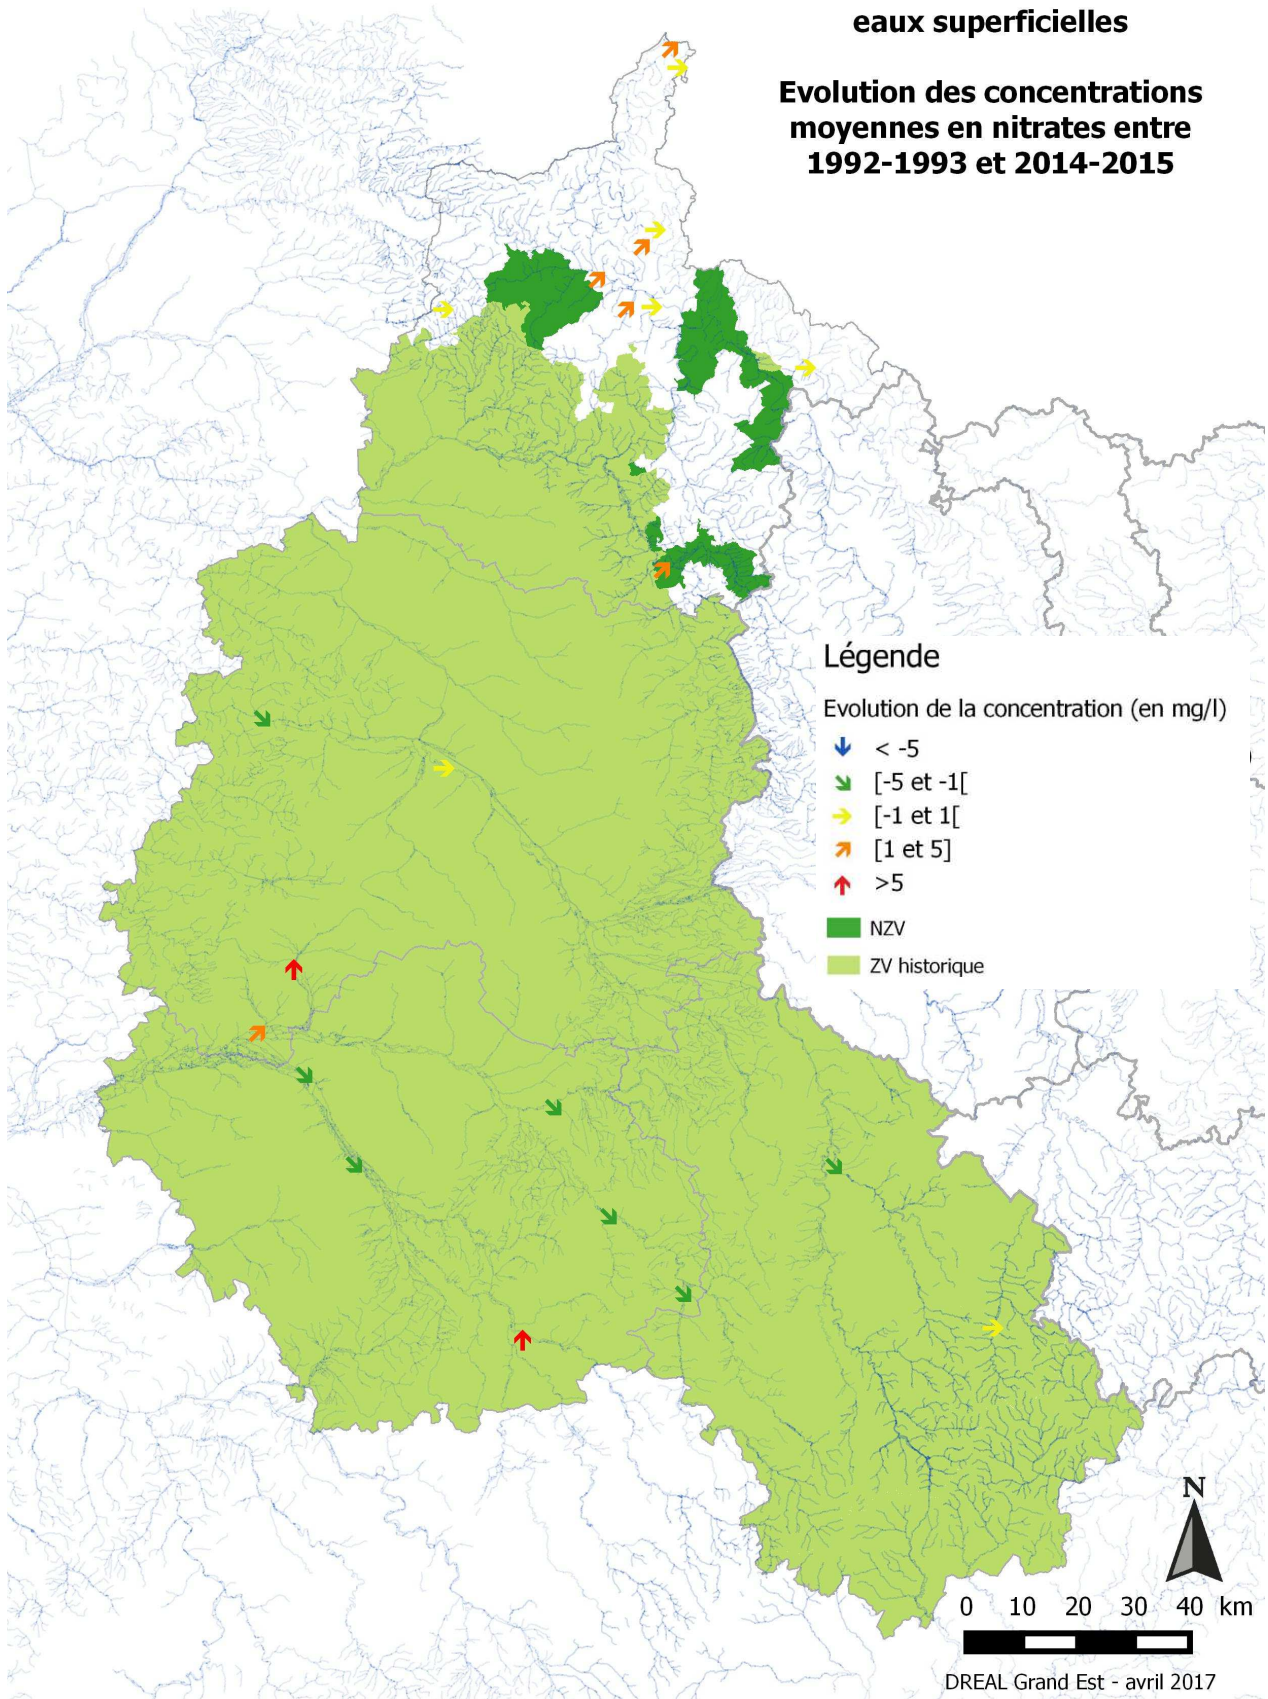 eaux superficielles
Evolution des concentrations
moyennes en nitrates entre
1992-1993 et 2014-2015
Légende
Evolution de la concentration (en mg/l)
< -5
[-5 et -1[
[-1 et 1[
[1 et 5]
>5
NZV
ZV historique
N
0 10 20 30 40 km
DREAL Grand Est - avril 2017